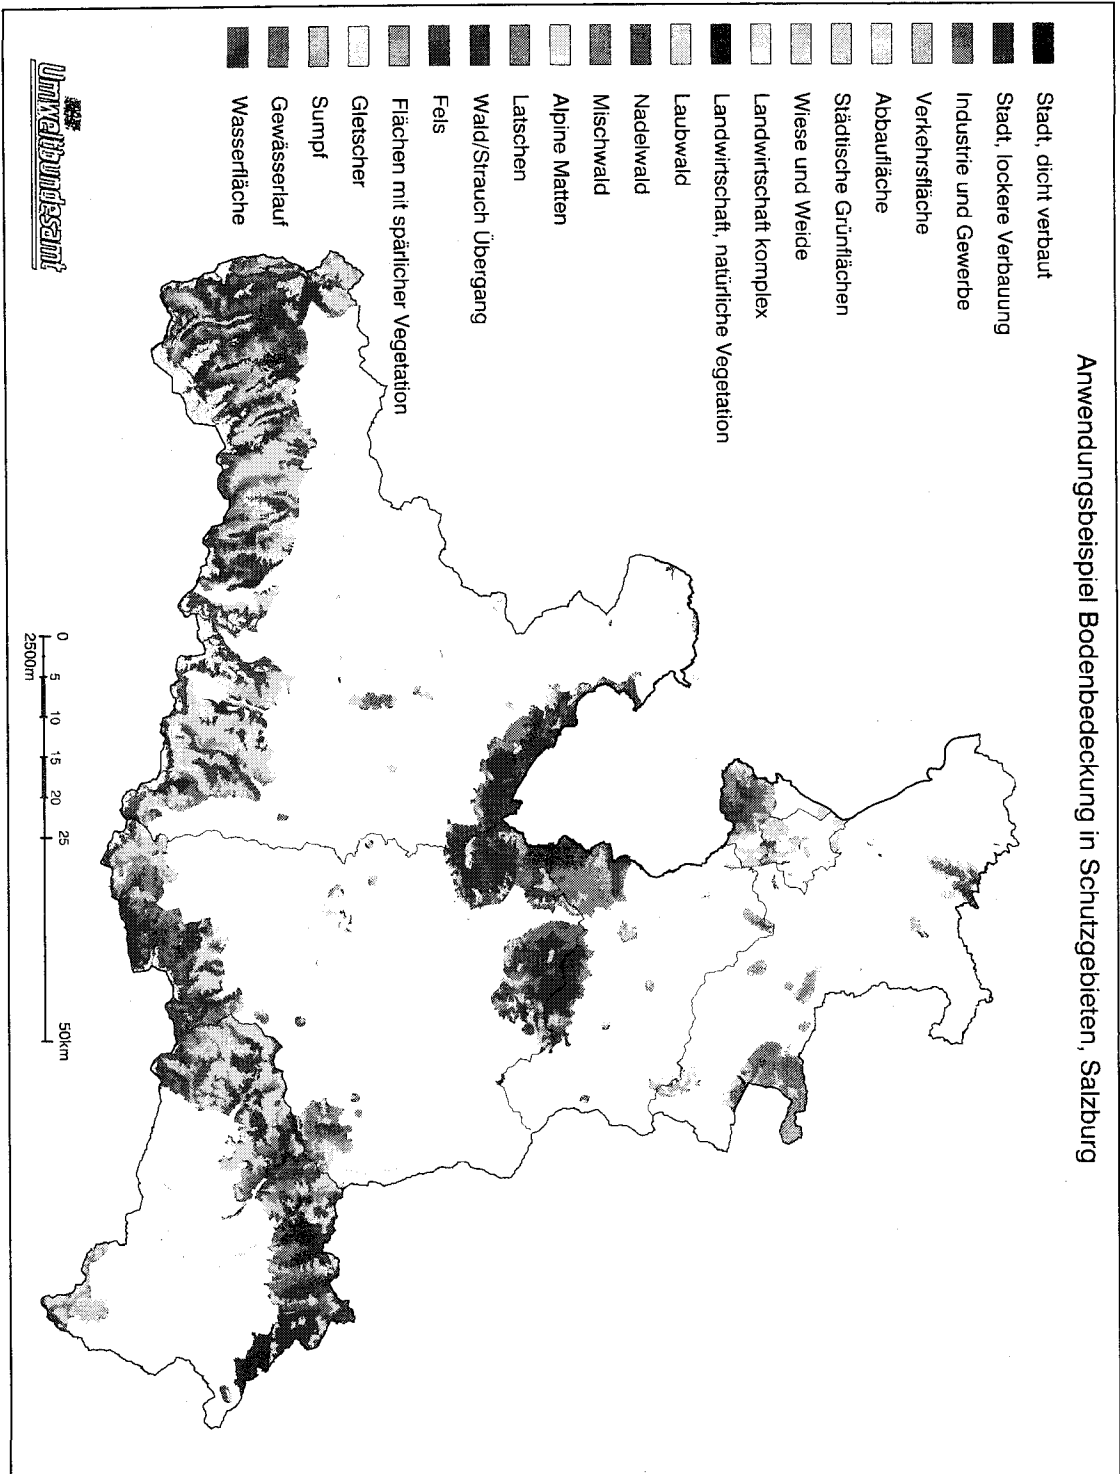 Anwendungsbeispiel Bodenbedeckung in Schutzgebieten, Salzburg
Stadt, dicht verbaut
Stadt, lockere Verbauung
Industrie und Gewerbe
Verkehrsfläche
Abbaufläche
Städtische Grünflächen
Wiese und Weide
Landwirtschaft komplex
Landwirtschaft, natürliche Vegetation
Laubwald
Nadelwald
Mischwald
Alpine Matten
Latschen
Wald/Strauch Übergang
Fels
Flächen mit spärlicher Vegetation
Gletscher
Sumpf
Gewässerlauf
Wasserfläche
Umweltbundesamt
0 5 10 15 20 25 50km
2500m